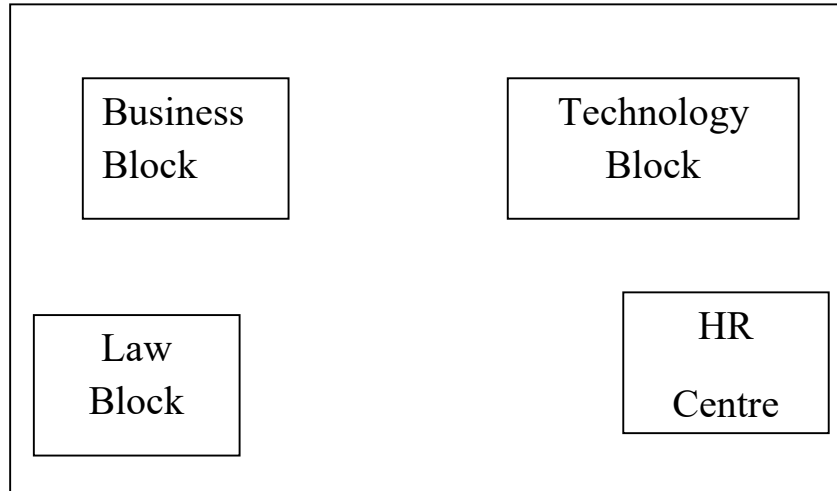 Business
Block
Technology
Block
Law
Block
HR
Centre